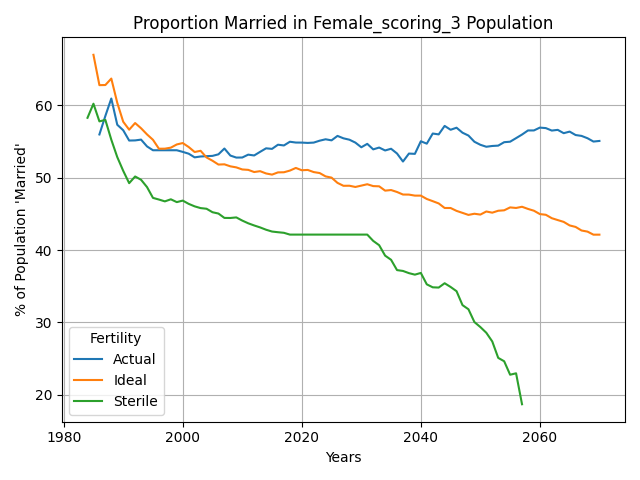 Proportion Married in Female_scoring_3 Population
% of Population 'Married'
60
50
40
30
20
Fertility
Actual
Ideal
Sterile
1980
2000
2020
2040
2060
Years